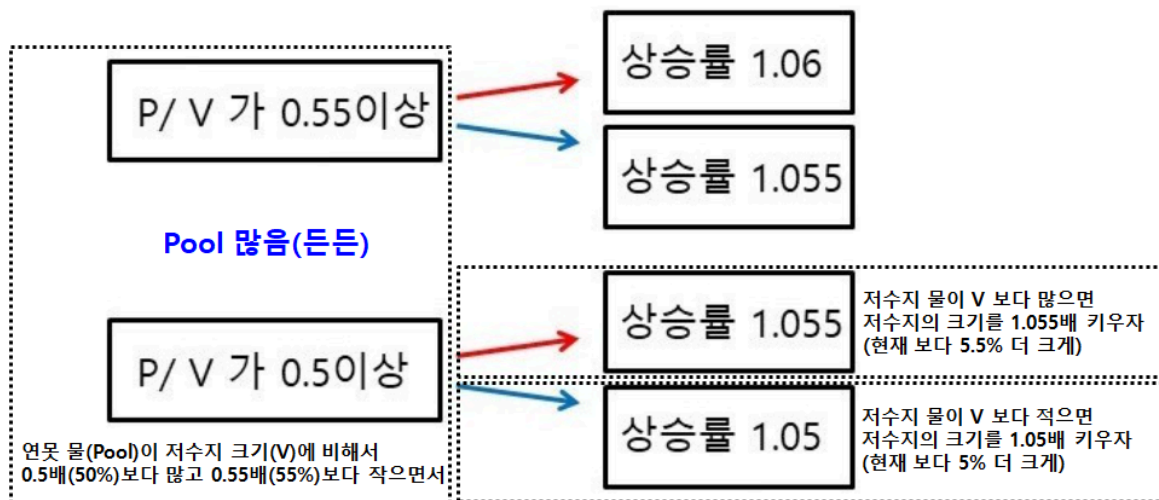 P/ V 가 0.55이상
상승률 1.06
상승률 1.055
Pool 많음(든든)
P/ V 가 0.5이상
상승률 1.055
저수지 물이 V 보다 많으면
저수지의 크기를 1.055배 키우자
(현재 보다 5.5% 더 크게)
상승률 1.05
저수지 물이 V 보다 적으면
저수지의 크기를 1.05배 키우자
(현재 보다 5% 더 크게)
연못 물(Pool)이 저수지 크기(V)에 비해서
0.5배(50%)보다 많고 0.55배(55%)보다 작으면서